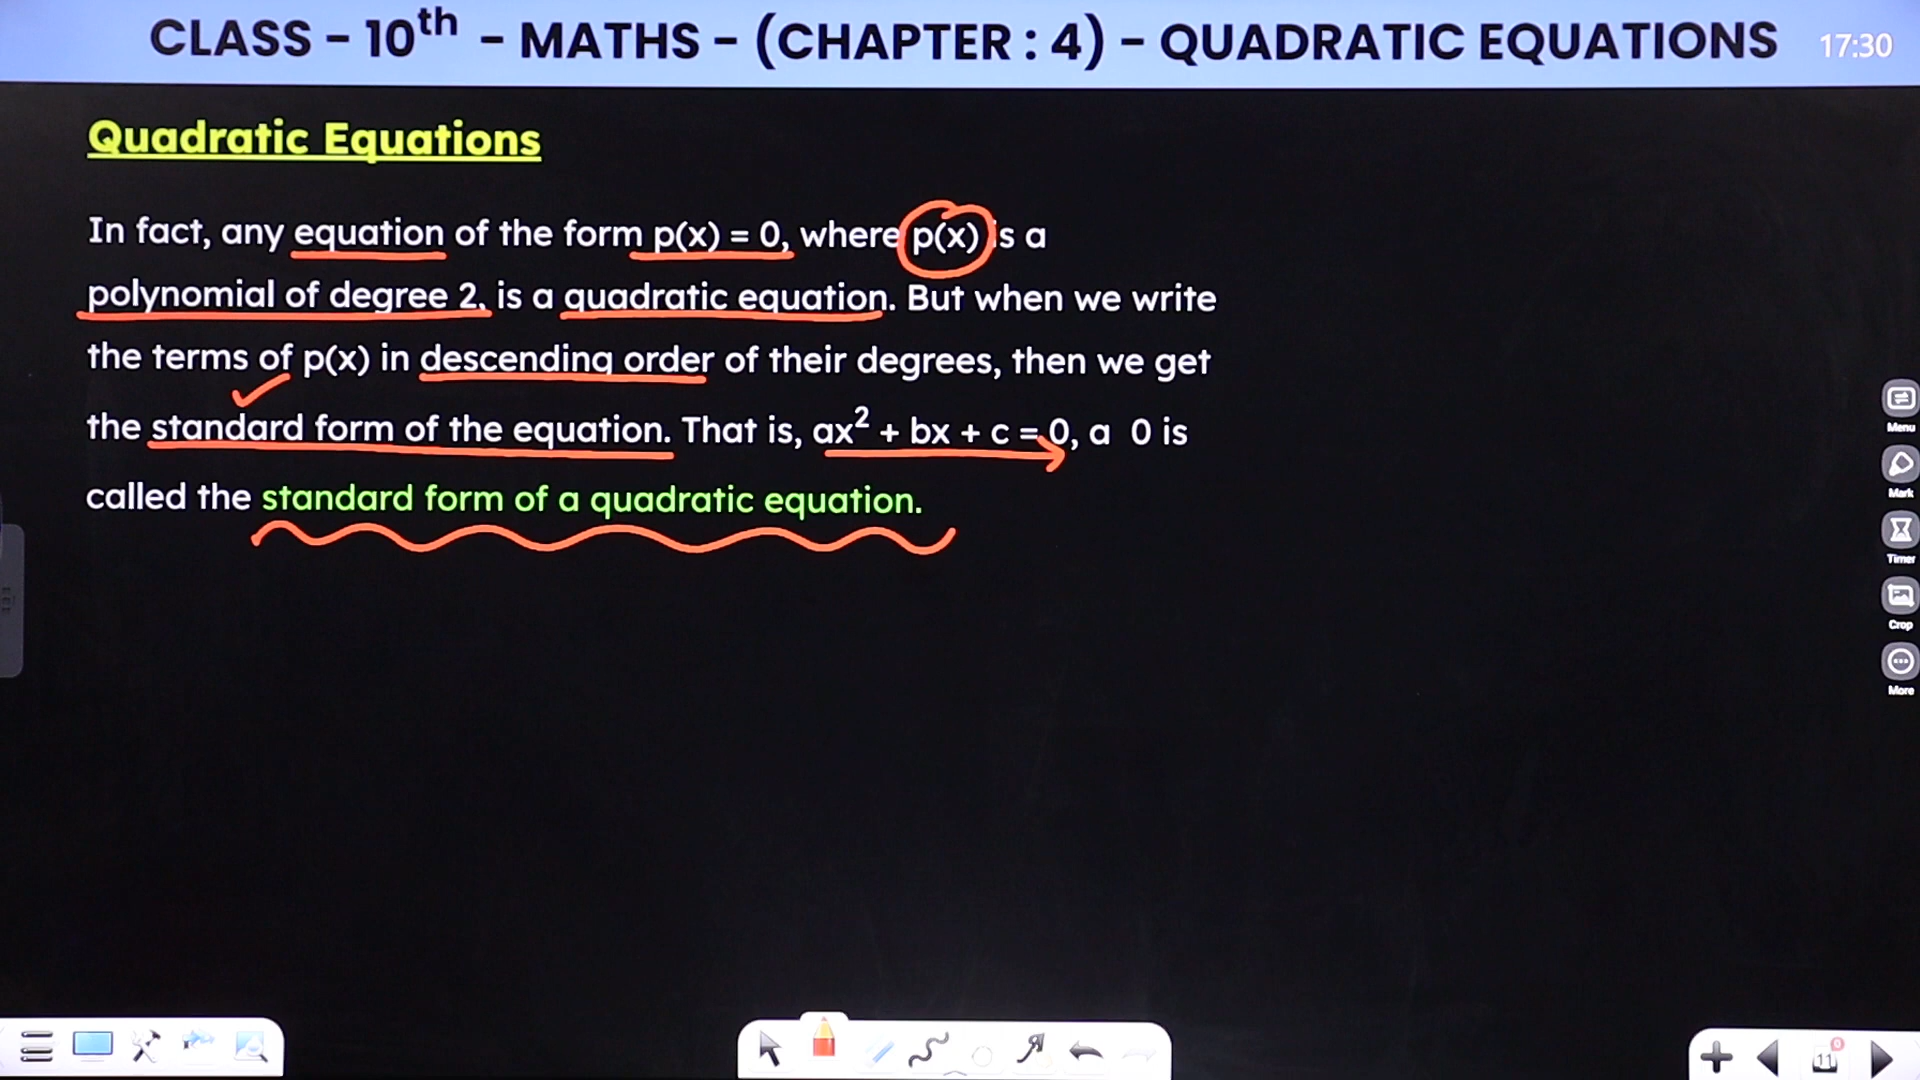 CLASS - 10th - MATHS - (CHAPTER : 4) - QUADRATIC EQUATIONS
17:30
Quadratic Equations
In fact, any equation of the form p(x) = 0, where p(x) is a
polynomial of degree 2, is a quadratic equation. But when we write
the terms of p(x) in descending order of their degrees, then we get
the standard form of the equation. That is, ax² + bx + c = 0, a 0 is
called the standard form of a quadratic equation.
Menu
Mark
Timer
Crop
More
11
0